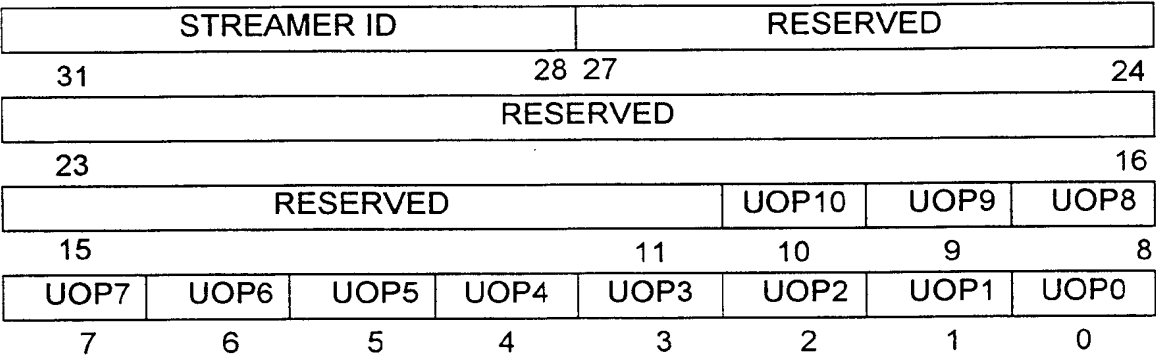 STREAMER ID RESERVED
31 28 27 24
RESERVED
23 16
RESERVED UOP10 UOP9 UOP8
15 11 10 9 8
UOP7 UOP6 UOP5 UOP4 UOP3 UOP2 UOP1 UOP0
7 6 5 4 3 2 1 0